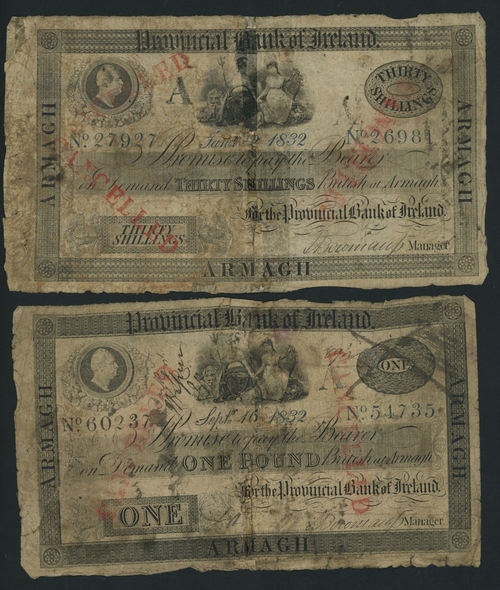 Provincial Bank of Ireland.
A
THIRTY
SHILLINGS
No. 27927
1832
No. 26981
I Promise to pay the Bearer
on Demand THIRTY SHILLINGS British at Armagh
For the Provincial Bank of Ireland.
THIRTY
SHILLINGS
Manager
ARMAGH
ARMAGH
ARMAGH
CANCELLED
Provincial Bank of Ireland.
A
ONE
No. 60237
Sept. 16 1832
No. 54735
I Promise to pay the Bearer
on Demand ONE POUND British at Armagh
For the Provincial Bank of Ireland.
ONE
Manager
ARMAGH
ARMAGH
ARMAGH